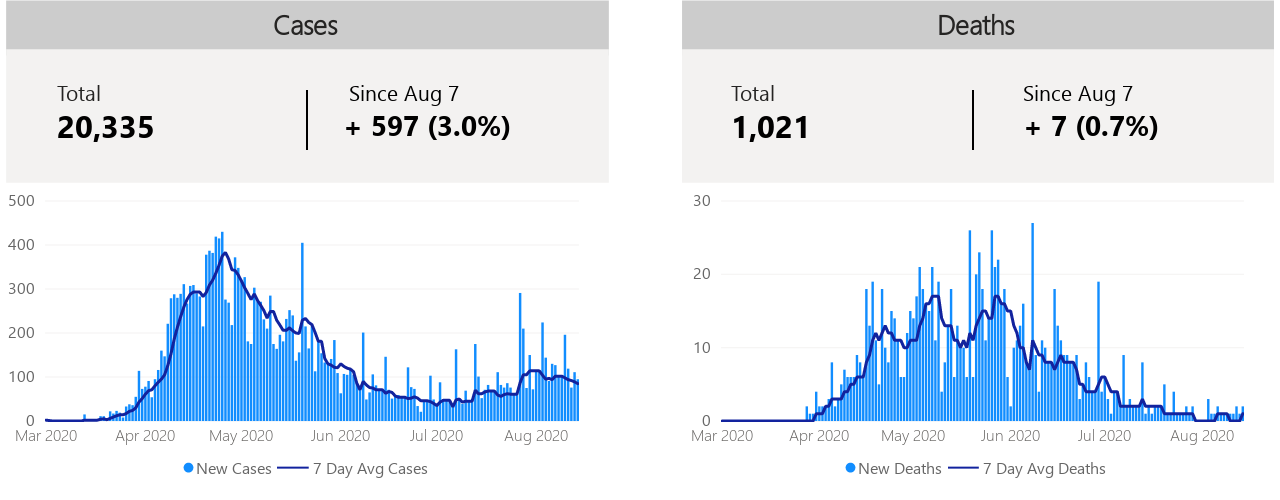 Cases
Total
20,335
Since Aug 7
+ 597 (3.0%)
500
400
300
200
100
0
Mar 2020 Apr 2020 May 2020 Jun 2020 Jul 2020 Aug 2020
New Cases 7 Day Avg Cases
Deaths
Total
1,021
Since Aug 7
+ 7 (0.7%)
30
20
10
0
Mar 2020 Apr 2020 May 2020 Jun 2020 Jul 2020 Aug 2020
New Deaths 7 Day Avg Deaths